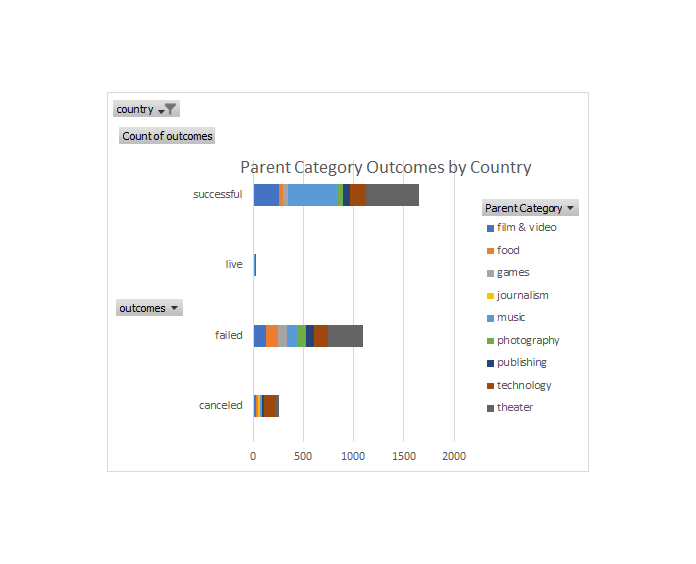 country
Count of outcomes
Parent Category Outcomes by Country
successful
live
outcomes
failed
canceled
0 500 1000 1500 2000
Parent Category
film & video
food
games
journalism
music
photography
publishing
technology
theater